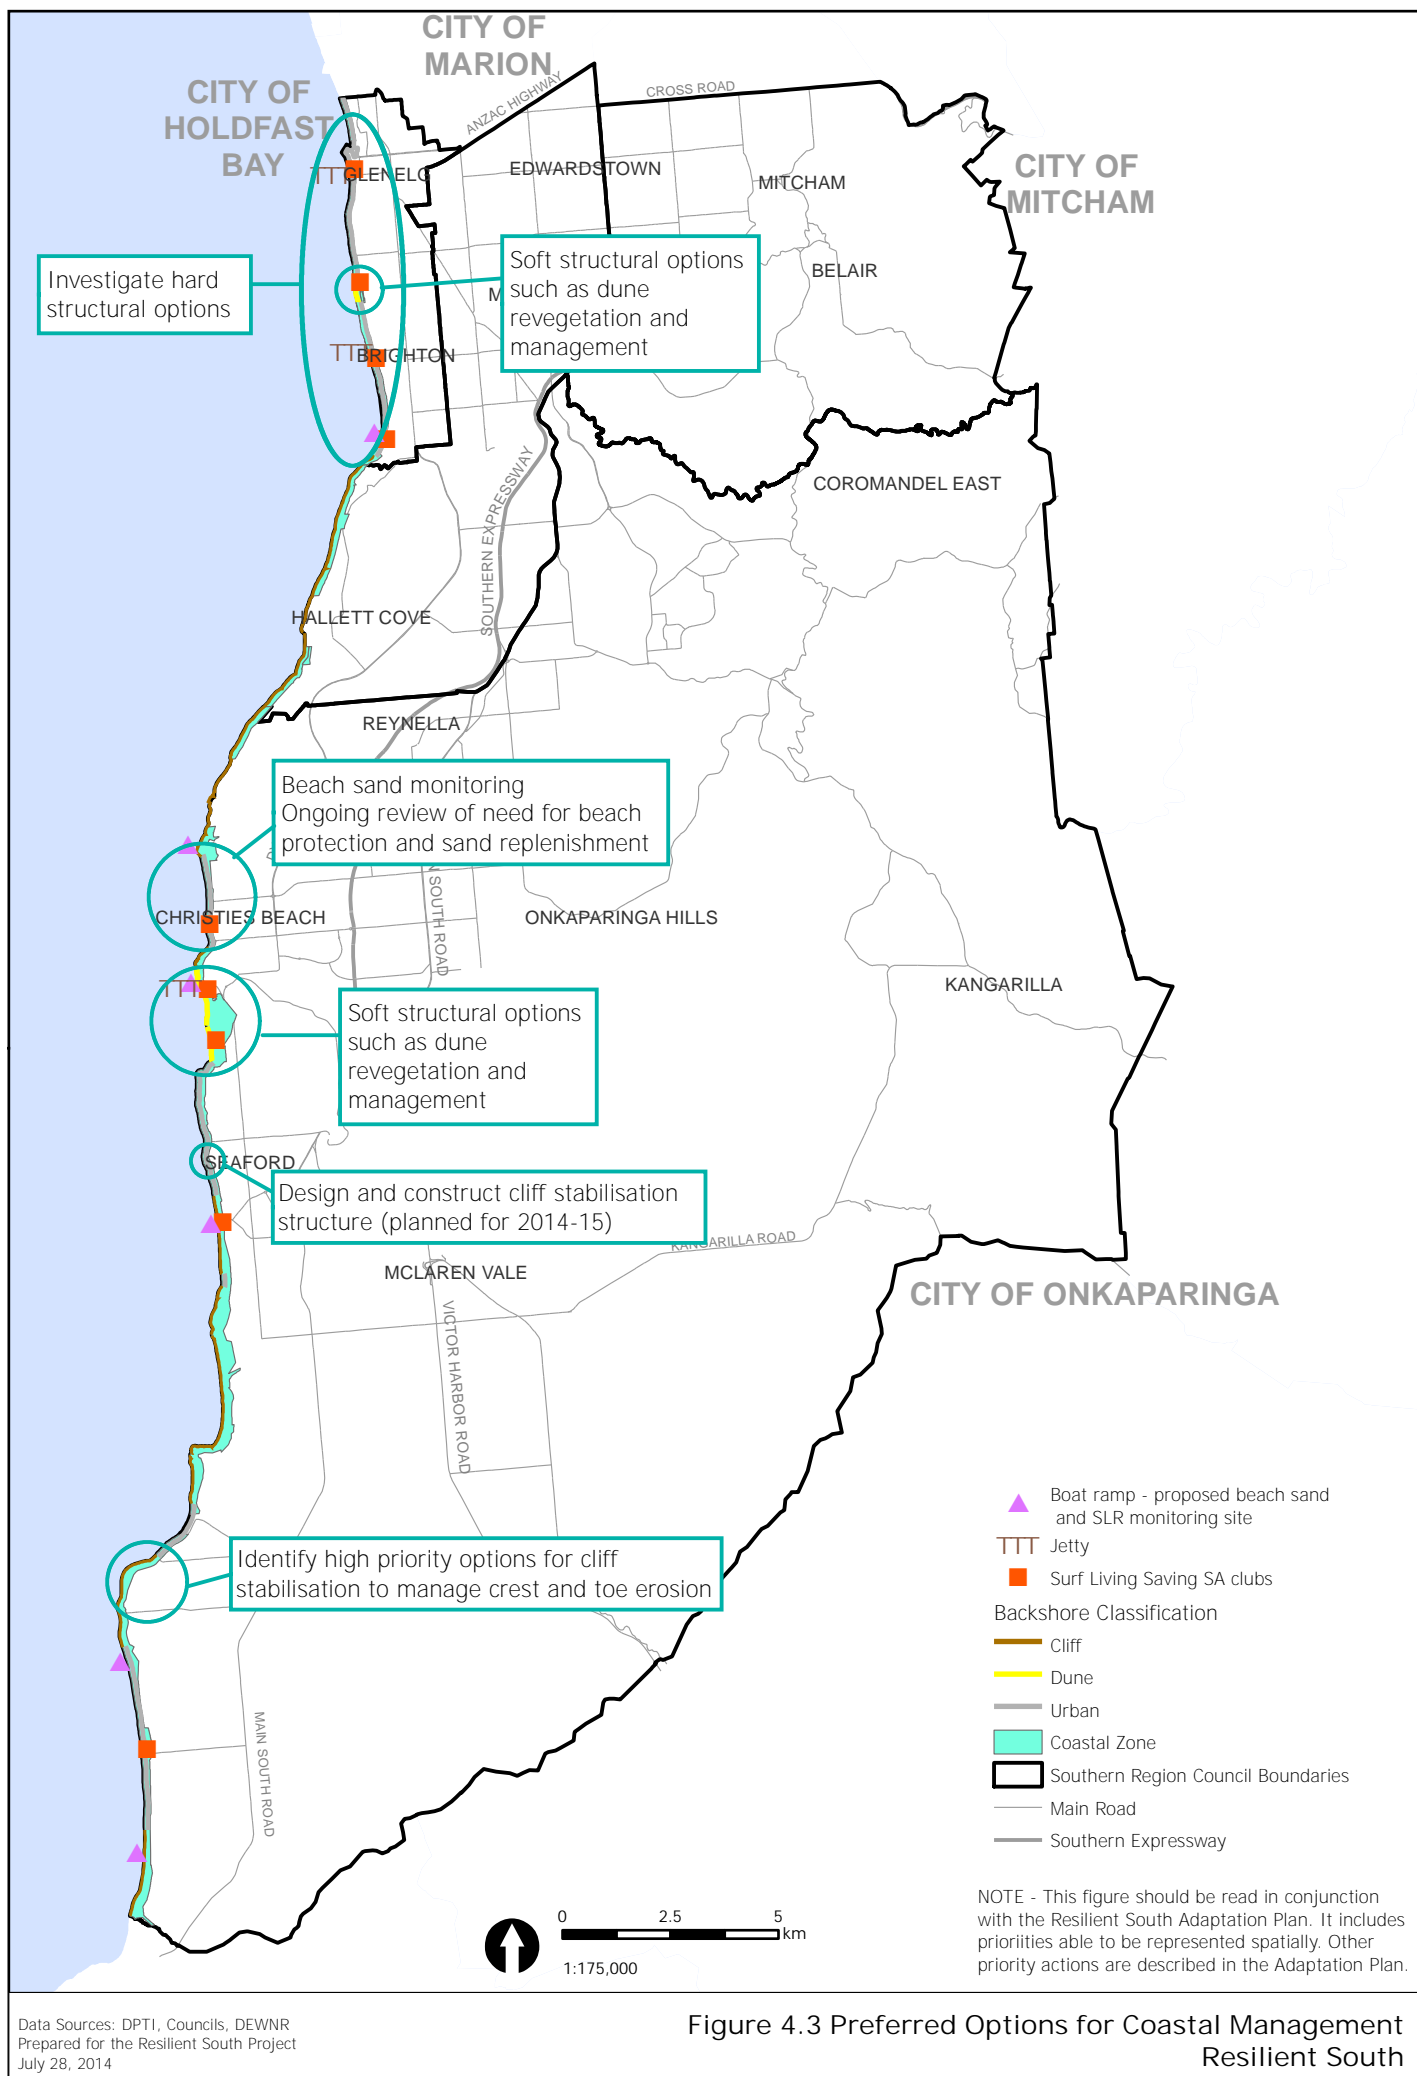 CITY OF
MARION
CITY OF
HOLDFAST
BAY
ANZAC HIGHWAY
CROSS ROAD
CITY OF
MITCHAM
GLENELG
EDWARDSTOWN
MITCHAM
BELAIR
Investigate hard
structural options
Soft structural options
such as dune
revegetation and
management
M
BRIGHTON
SOUTHERN EXPRESSWAY
COROMANDEL EAST
HALLETT COVE
REYNELLA
Beach sand monitoring
Ongoing review of need for beach
protection and sand replenishment
N SOUTH ROAD
CHRISTIES BEACH
ONKAPARINGA HILLS
KANGARILLA
Soft structural options
such as dune
revegetation and
management
SEAFORD
Design and construct cliff stabilisation
structure (planned for 2014-15)
KANGARILLA ROAD
MCLAREN VALE
CITY OF ONKAPARINGA
VICTOR HARBOR ROAD
Identify high priority options for cliff
stabilisation to manage crest and toe erosion
MAIN SOUTH ROAD
Boat ramp - proposed beach sand
and SLR monitoring site
Jetty
Surf Living Saving SA clubs
Backshore Classification
Cliff
Dune
Urban
Coastal Zone
Southern Region Council Boundaries
Main Road
Southern Expressway
NOTE - This figure should be read in conjunction
with the Resilient South Adaptation Plan. It includes
prioriities able to be represented spatially. Other
priority actions are described in the Adaptation Plan.
0 2.5 5
km
1:175,000
Data Sources: DPTI, Councils, DEWNR
Prepared for the Resilient South Project
July 28, 2014
Figure 4.3 Preferred Options for Coastal Management
Resilient South